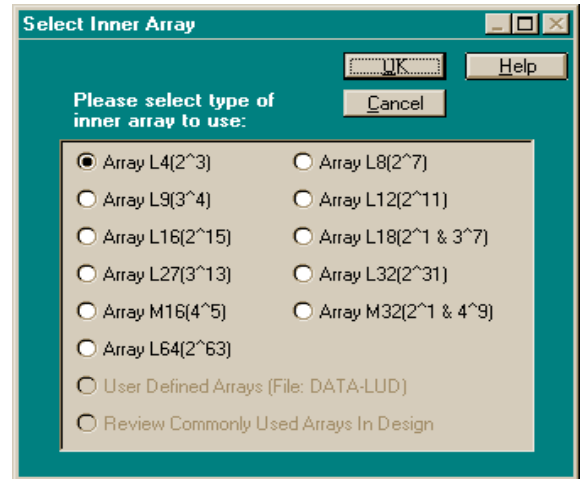 Select Inner Array
OK Help
Please select type of
inner array to use:
Cancel
Array L4(2^3) Array L8(2^7)
Array L9(3^4) Array L12(2^11)
Array L16(2^15) Array L18(2^1 & 3^7)
Array L27(3^13) Array L32(2^31)
Array M16(4^5) Array M32(2^1 & 4^9)
Array L64(2^63)
User Defined Arrays (File: DATA-LUD)
Review Commonly Used Arrays In Design